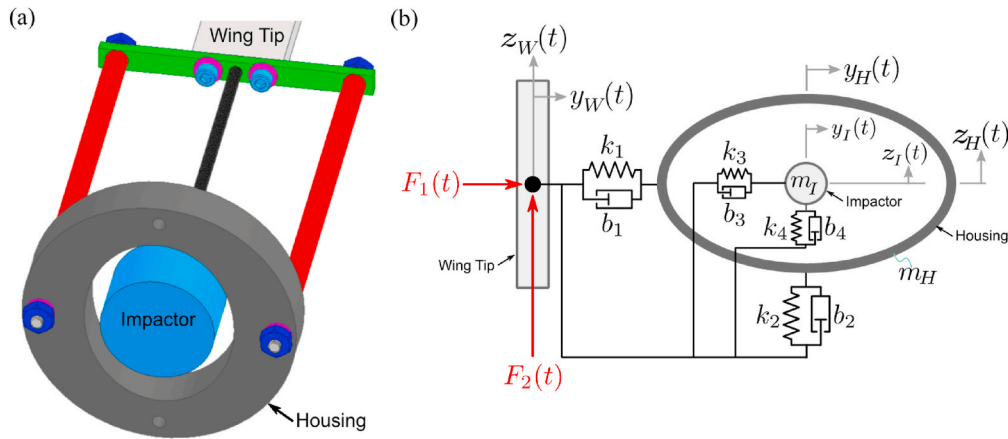 (a)
Wing Tip
Impactor
Housing
(b)
z_W(t)
y_W(t)
y_H(t)
y_I(t)
z_I(t)
z_H(t)
k_1
b_1
k_3
b_3
m_I
Impactor
k_4
b_4
F_1(t)
Wing Tip
Housing
m_H
k_2
b_2
F_2(t)